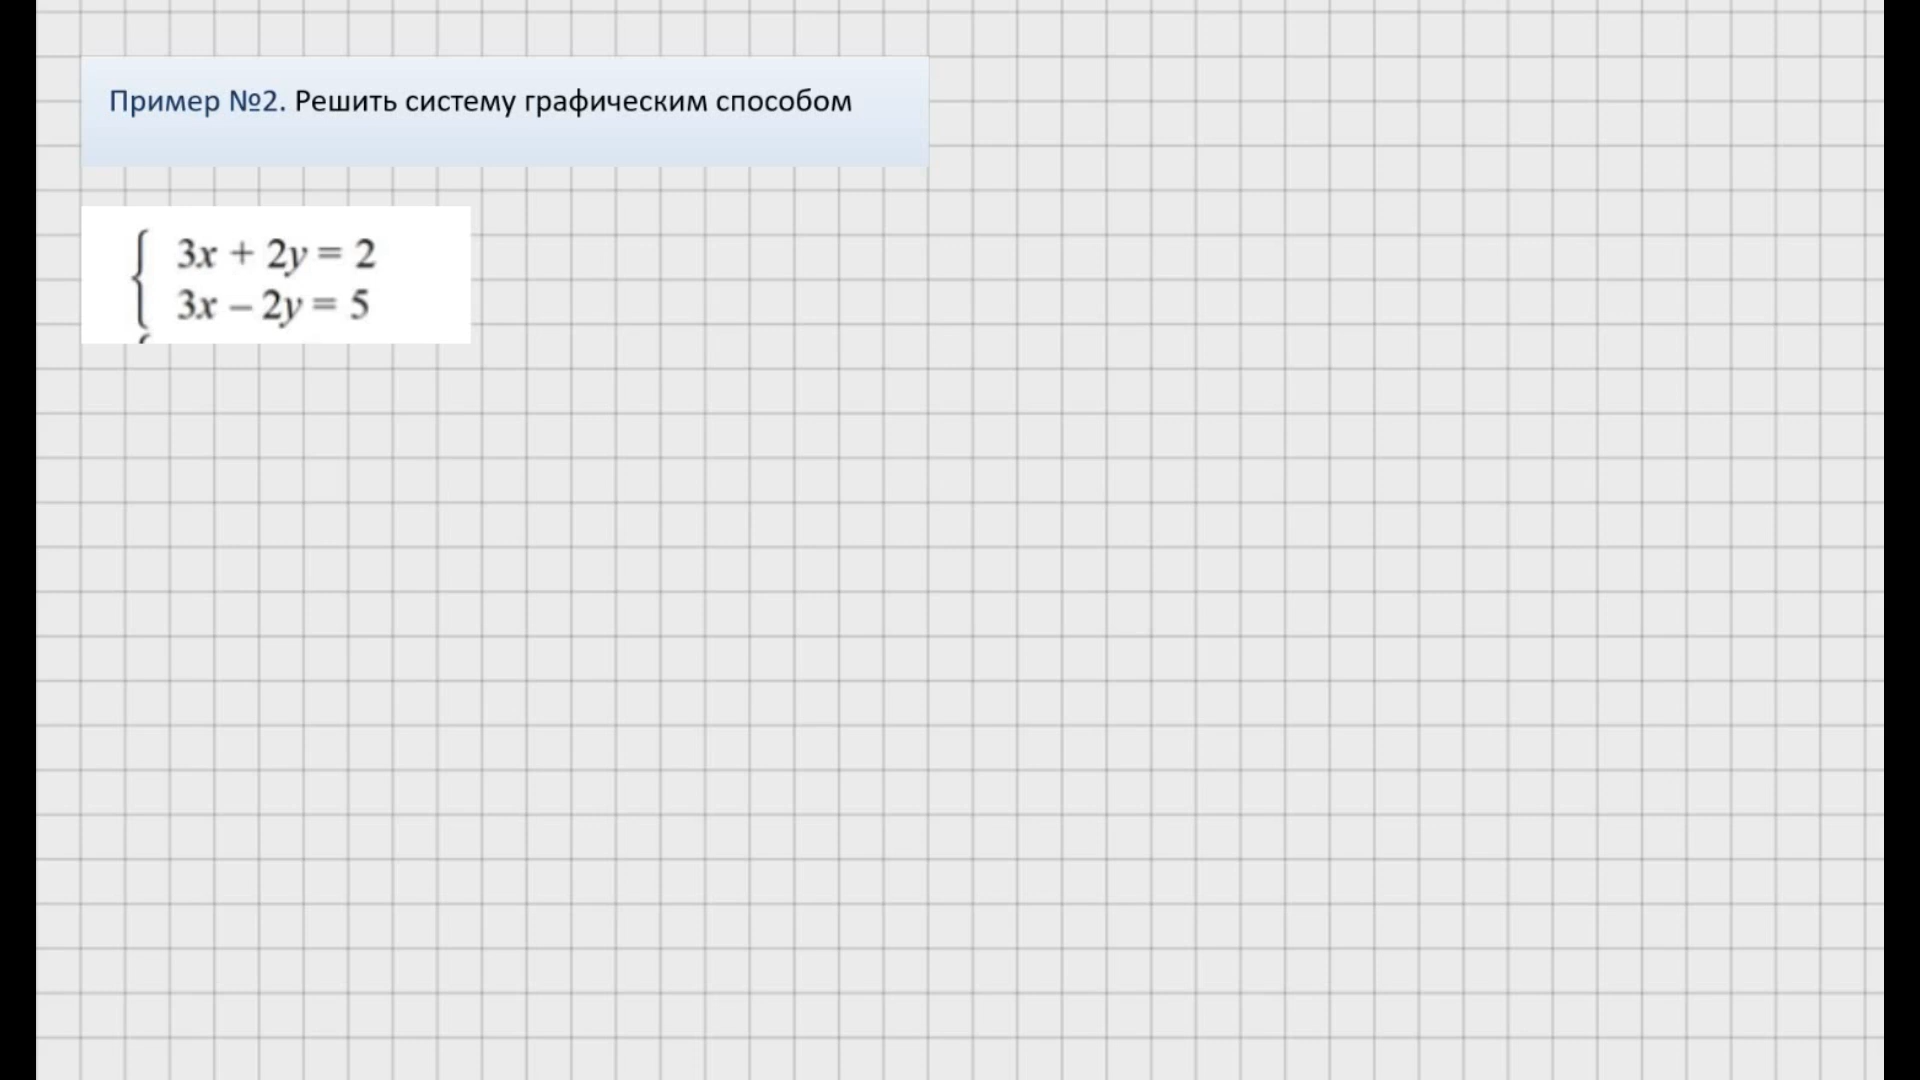 Пример №2. Решить систему графическим способом
3x + 2y = 2
3x – 2y = 5